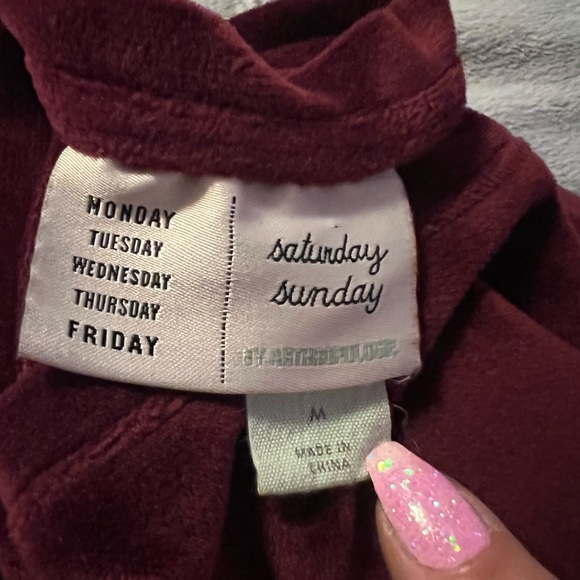 MONDAY
TUESDAY
WEDNESDAY
THURSDAY
FRIDAY
saturday
sunday
BY ANTHROPOLOGIE
M
MADE IN
CHINA